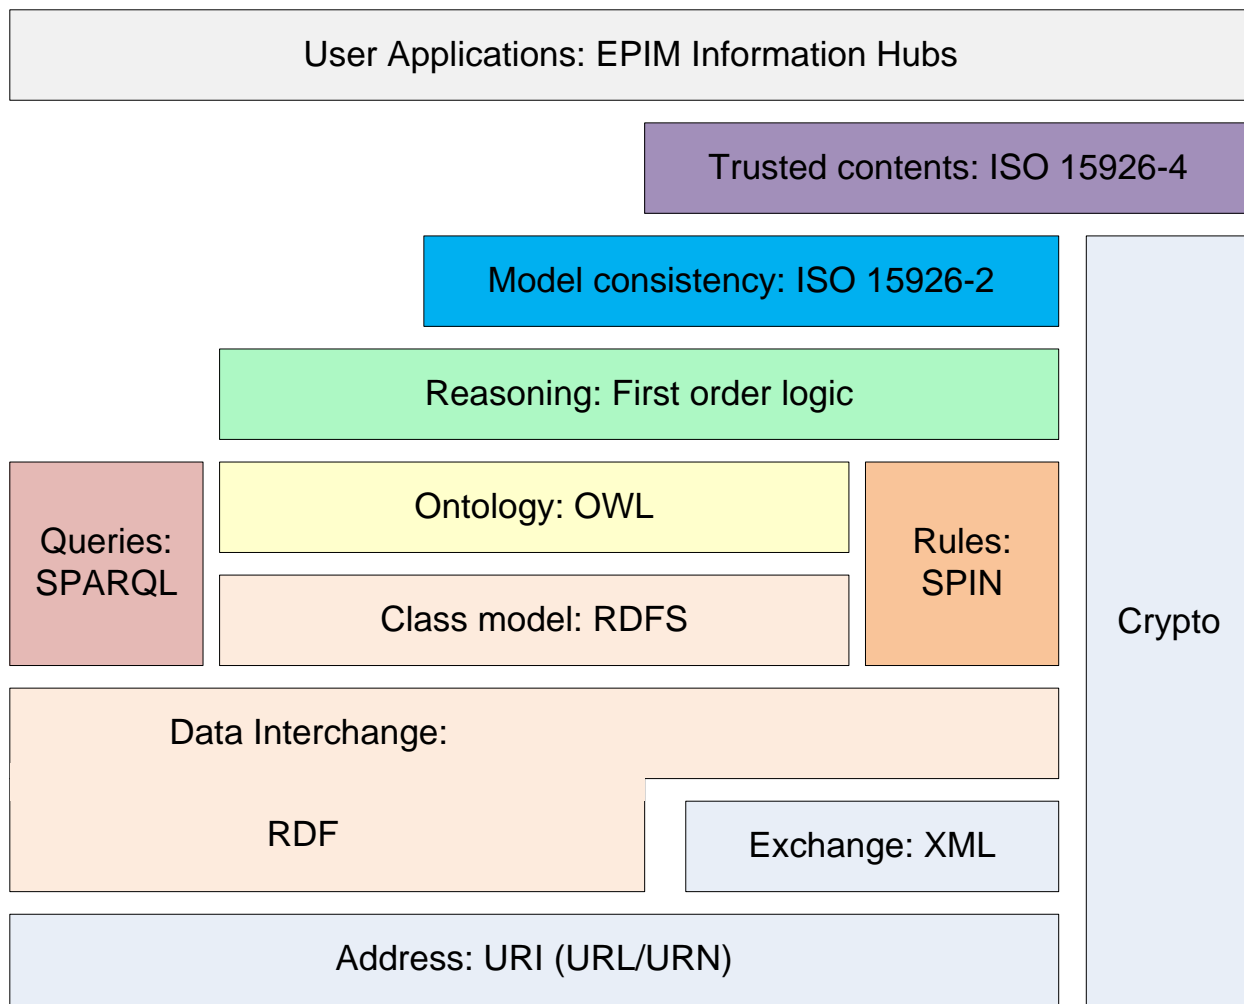 User Applications: EPIM Information Hubs
Trusted contents: ISO 15926-4
Model consistency: ISO 15926-2
Reasoning: First order logic
Queries:
SPARQL
Ontology: OWL
Class model: RDFS
Rules:
SPIN
Crypto
Data Interchange:
RDF
Exchange: XML
Address: URI (URL/URN)